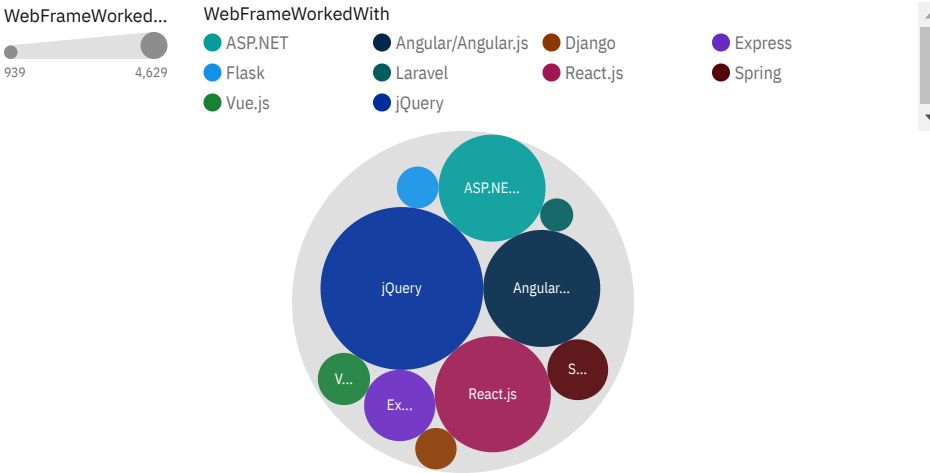 WebFrameWorked...
939
4,629
WebFrameWorkedWith
ASP.NET
Angular/Angular.js
Django
Express
Flask
Laravel
React.js
Spring
Vue.js
jQuery
ASP.NE...
jQuery
Angular...
S...
V...
React.js
Ex...